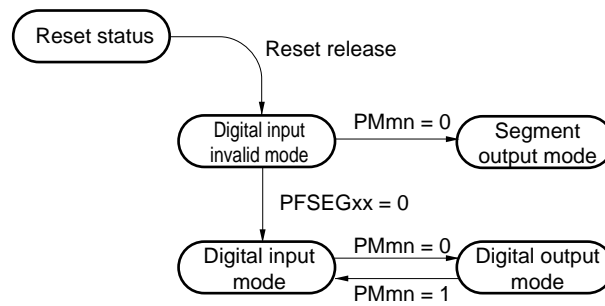 Reset status
Reset release
Digital input
invalid mode
PMmn = 0
Segment
output mode
PFSEGxx = 0
Digital input
mode
PMmn = 0
PMmn = 1
Digital output
mode